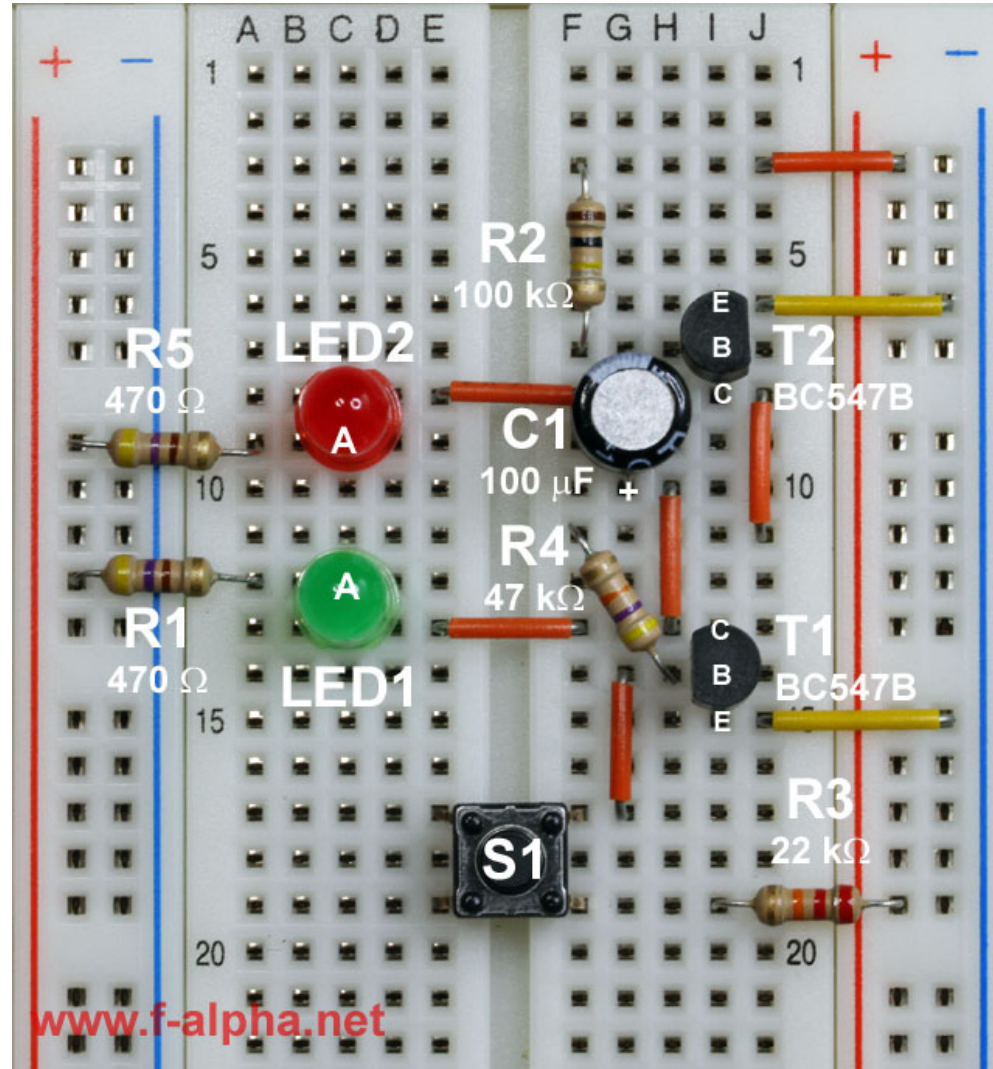 A B C D E F G H I J
+ − + −
1 1
5 5
R2
100 kΩ
E
B
C
T2
BC547B
R5
470 Ω
LED2
A
C1
100 µF
+
10 10
R4
47 kΩ
A
R1
470 Ω
LED1
C
B
E
T1
BC547B
15
R3
22 kΩ
S1
20 20
www.f-alpha.net